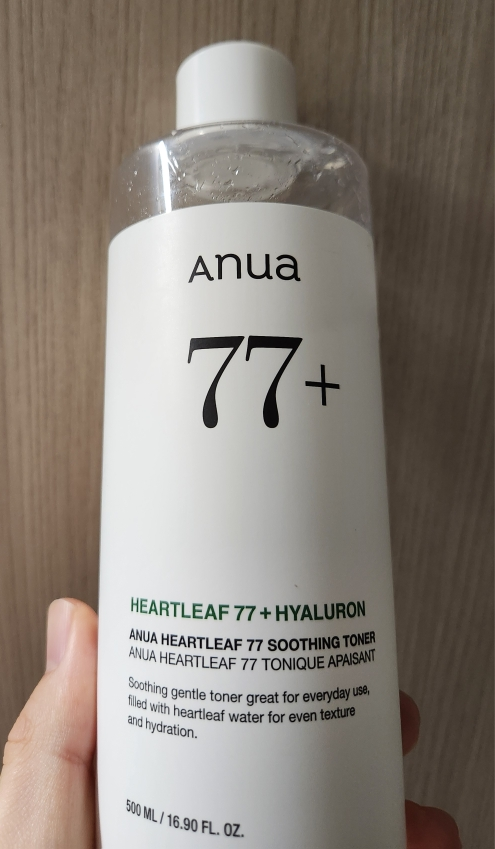 Anua
77+
HEARTLEAF 77 + HYALURON
ANUA HEARTLEAF 77 SOOTHING TONER
ANUA HEARTLEAF 77 TONIQUE APAISANT
Soothing gentle toner great for everyday use,
filled with heartleaf water for even texture
and hydration.
500 ML / 16.90 FL. OZ.